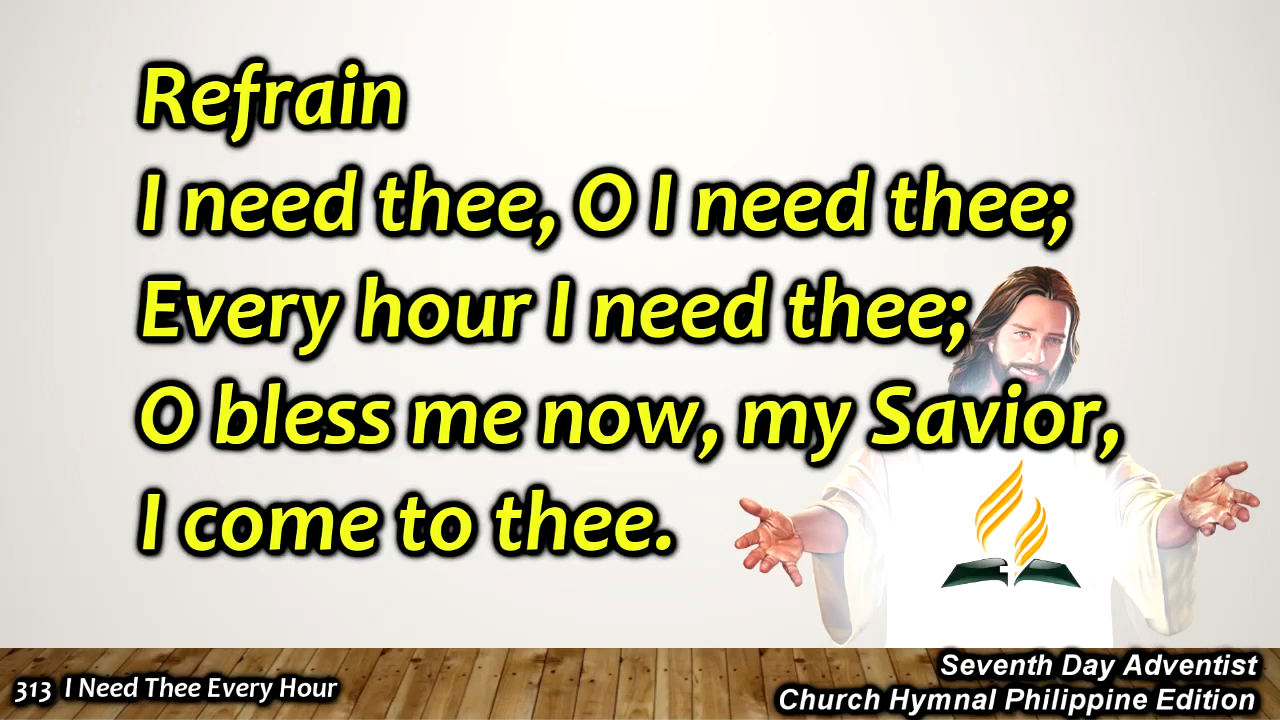 Refrain
I need thee, O I need thee;
Every hour I need thee;
O bless me now, my Savior,
I come to thee.
313 I Need Thee Every Hour
Seventh Day Adventist
Church Hymnal Philippine Edition